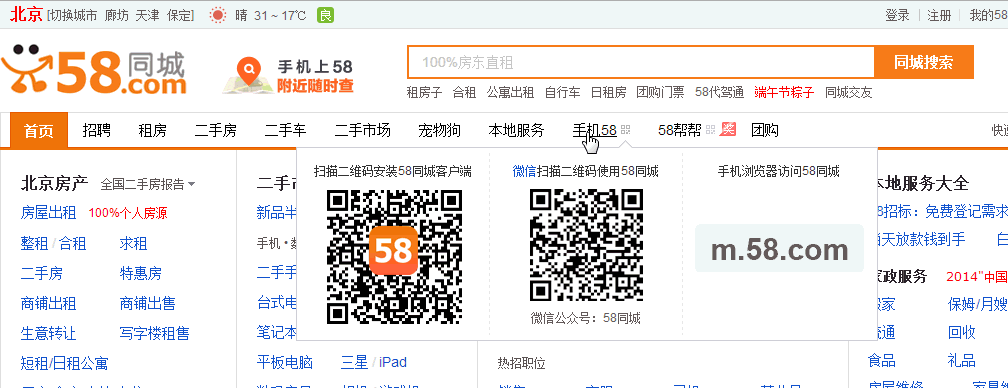 北京 [切换城市 廊坊 天津 保定] 晴 31 ~ 17℃ 良 登录 注册 我的58
58同城.com
手机上58
附近随时查
100%房东直租 同城搜索
租房子 合租 公寓出租 自行车 日租房 团购门票 58代驾通 端午节粽子 同城交友
首页 招聘 租房 二手房 二手车 二手市场 宠物狗 本地服务 手机58 58帮帮 奖 团购
扫描二维码安装58同城客户端 微信扫描二维码使用58同城 手机浏览器访问58同城
58
m.58.com
微信公众号：58同城
北京房产 全国二手房报告
房屋出租 100%个人房源
整租 / 合租 求租
二手房 特惠房
商铺出租 商铺出售
生意转让 写字楼租售
短租/日租公寓
新品半
手机·
二手手
台式电
笔记本
平板电脑 三星 / iPad
热招职位
本地服务大全
58招标：免费登记需求
当天放款钱到手
家政服务 2014"中国
搬家 保姆/月嫂
疏通 回收
食品 礼品